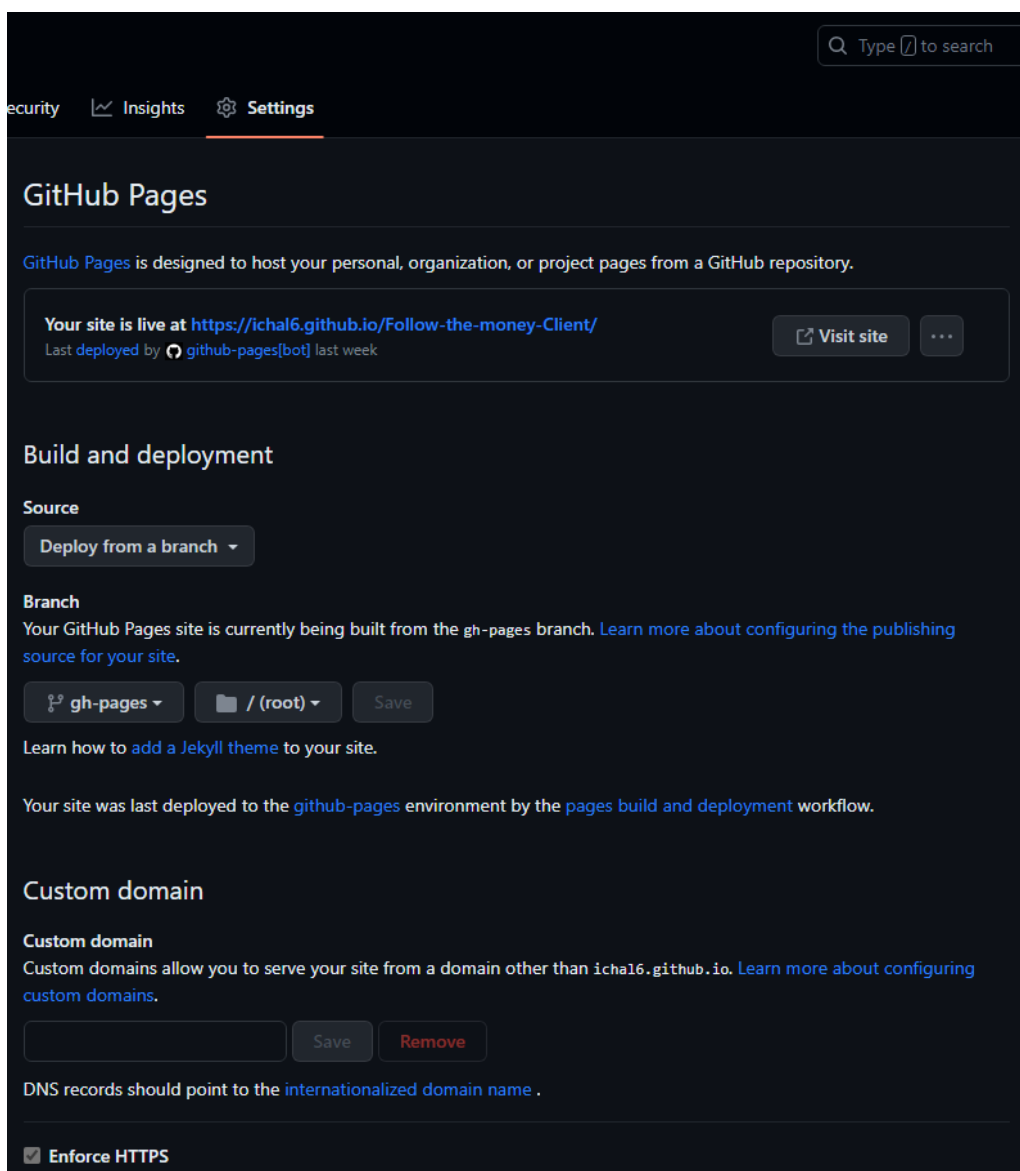 Type / to search
ecurity Insights Settings
GitHub Pages
GitHub Pages is designed to host your personal, organization, or project pages from a GitHub repository.
Your site is live at https://ichal6.github.io/Follow-the-money-Client/
Last deployed by github-pages[bot] last week
Visit site ...
Build and deployment
Source
Deploy from a branch
Branch
Your GitHub Pages site is currently being built from the gh-pages branch. Learn more about configuring the publishing
source for your site.
gh-pages / (root) Save
Learn how to add a Jekyll theme to your site.
Your site was last deployed to the github-pages environment by the pages build and deployment workflow.
Custom domain
Custom domain
Custom domains allow you to serve your site from a domain other than ichal6.github.io. Learn more about configuring
custom domains.
Save Remove
DNS records should point to the internationalized domain name .
Enforce HTTPS